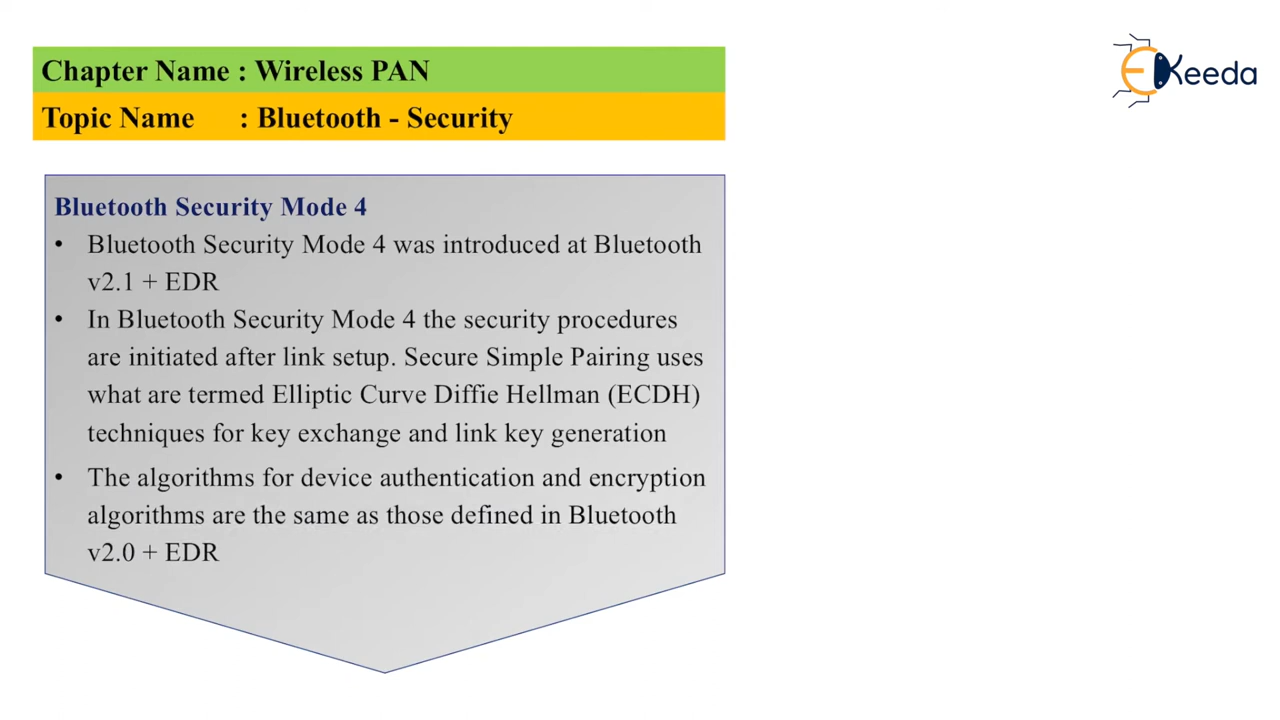 Chapter Name : Wireless PAN
Topic Name : Bluetooth - Security
EKeeda
Bluetooth Security Mode 4
• Bluetooth Security Mode 4 was introduced at Bluetooth
v2.1 + EDR
• In Bluetooth Security Mode 4 the security procedures
are initiated after link setup. Secure Simple Pairing uses
what are termed Elliptic Curve Diffie Hellman (ECDH)
techniques for key exchange and link key generation
• The algorithms for device authentication and encryption
algorithms are the same as those defined in Bluetooth
v2.0 + EDR